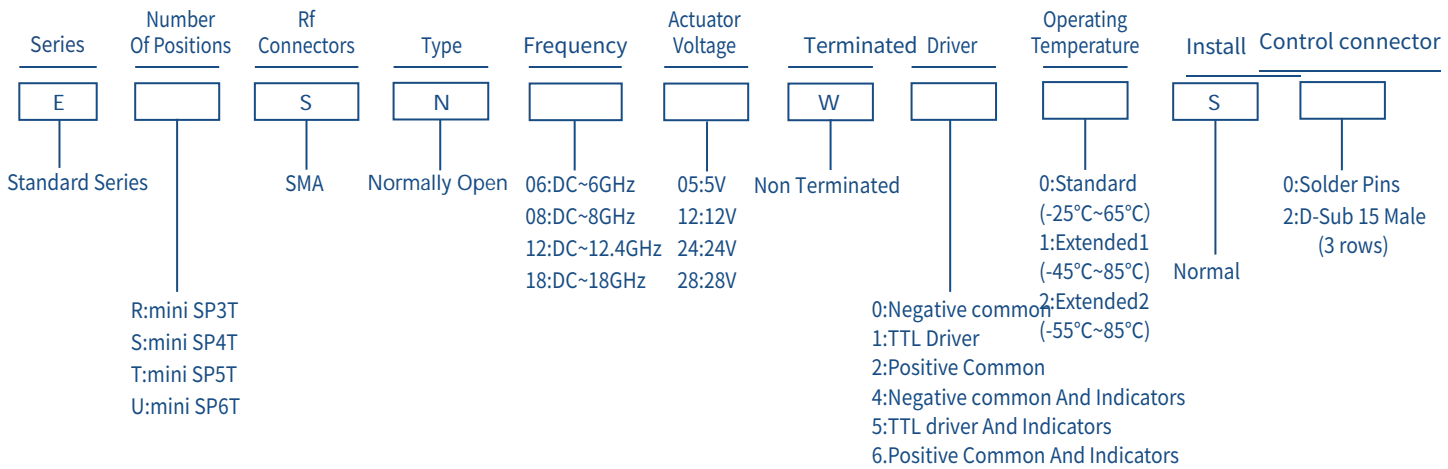 Series
Number
Of Positions
Rf
Connectors
Type
Frequency
Actuator
Voltage
Terminated
Driver
Operating
Temperature
Install
Control connector
E
S
N
W
S
Standard Series
R:mini SP3T
S:mini SP4T
T:mini SP5T
U:mini SP6T
SMA
Normally Open
06:DC~6GHz
08:DC~8GHz
12:DC~12.4GHz
18:DC~18GHz
05:5V
12:12V
24:24V
28:28V
Non Terminated
0:Negative common
1:TTL Driver
2:Positive Common
4:Negative common And Indicators
5:TTL driver And Indicators
6.Positive Common And Indicators
0:Standard
(-25°C~65°C)
1:Extended1
(-45°C~85°C)
2:Extended2
(-55°C~85°C)
Normal
0:Solder Pins
2:D-Sub 15 Male
(3 rows)